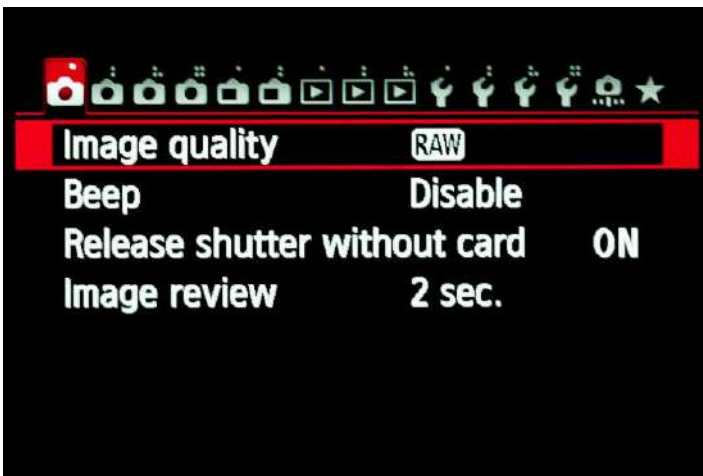 Image quality RAW
Beep Disable
Release shutter without card ON
Image review 2 sec.